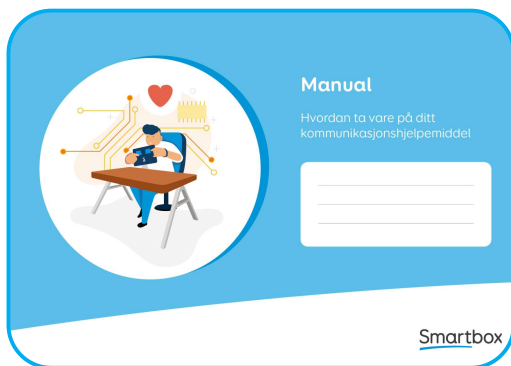 Manual
Hvordan ta vare på ditt
kommunikasjonshjelpemiddel
Smartbox